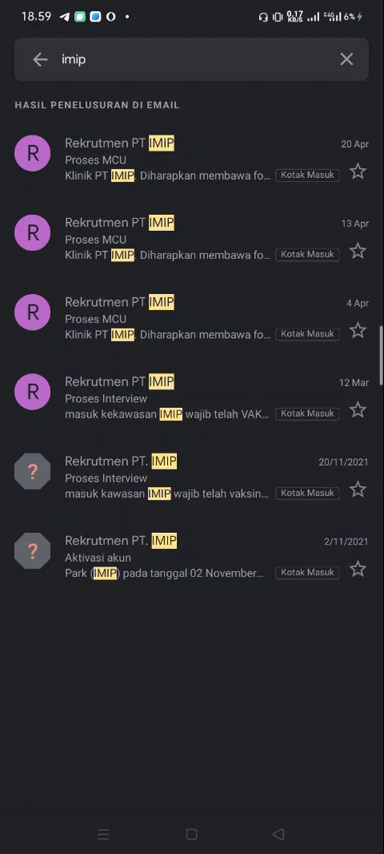 18.59
0.17 KB/S
4G
6%
imip
HASIL PENELUSURAN DI EMAIL
R
Rekrutmen PT IMIP
20 Apr
Proses MCU
Klinik PT IMIP. Diharapkan membawa fo...
Kotak Masuk
R
Rekrutmen PT IMIP
13 Apr
Proses MCU
Klinik PT IMIP. Diharapkan membawa fo...
Kotak Masuk
R
Rekrutmen PT IMIP
4 Apr
Proses MCU
Klinik PT IMIP. Diharapkan membawa fo...
Kotak Masuk
R
Rekrutmen PT IMIP
12 Mar
Proses Interview
masuk kekawasan IMIP wajib telah VAK...
Kotak Masuk
?
Rekrutmen PT. IMIP
20/11/2021
Proses Interview
masuk kawasan IMIP wajib telah vaksin...
Kotak Masuk
?
Rekrutmen PT. IMIP
2/11/2021
Aktivasi akun
Park (IMIP) pada tanggal 02 November...
Kotak Masuk